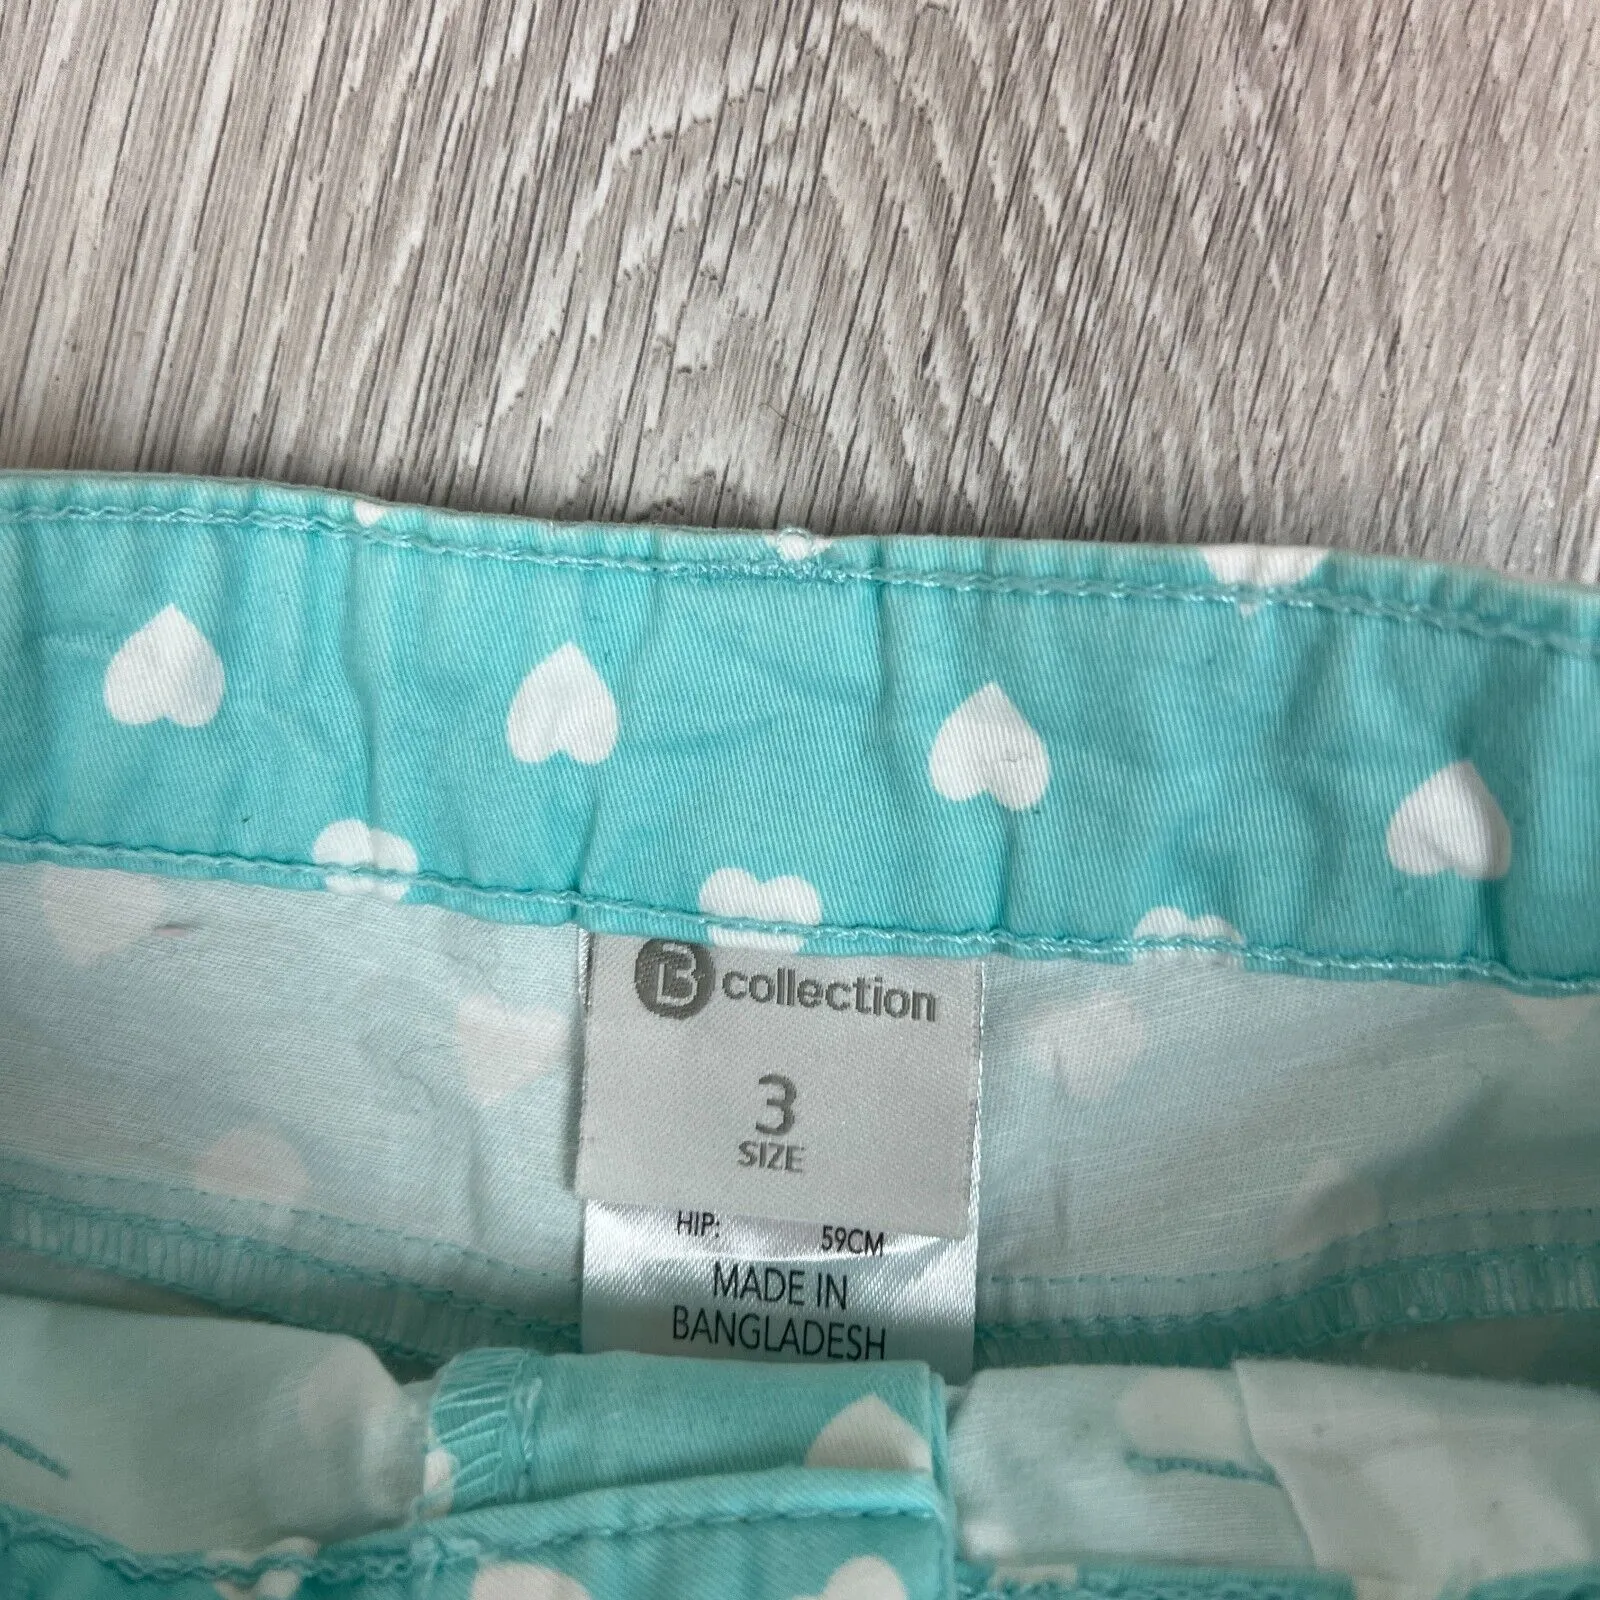 B collection
3
SIZE
HIP: 59CM
MADE IN
BANGLADESH